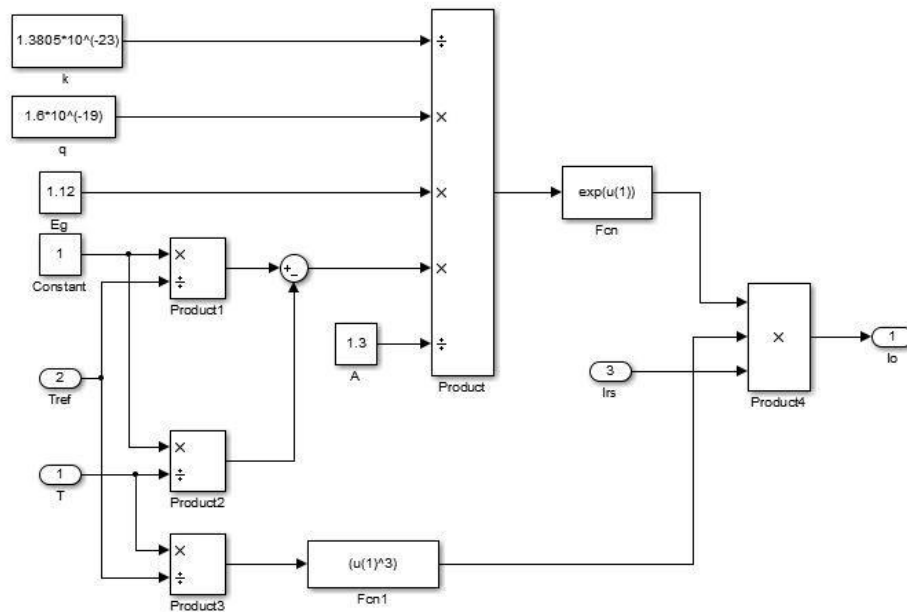 1.3805*10^(-23)
k
÷
1.6*10^(-19)
q
×
1.12
Eg
×
exp(u(1))
Fcn
1
Constant
×
÷
Product1
+
-
×
1.3
A
÷
Product
2
Tref
3
Irs
×
Product4
1
Io
1
T
×
÷
Product2
×
÷
Product3
(u(1)^3)
Fcn1